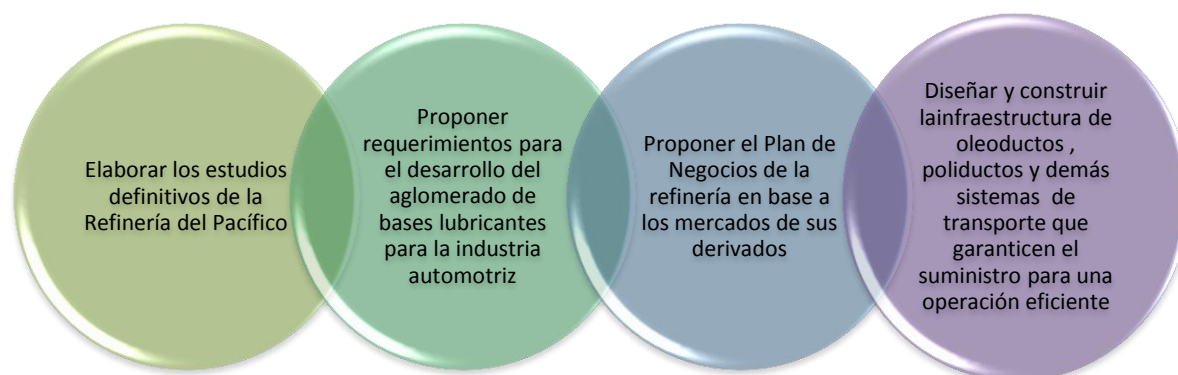 Elaborar los estudios
definitivos de la
Refinería del Pacífico
Proponer
requerimientos para
el desarrollo del
aglomerado de
bases lubricantes
para la industria
automotriz
Proponer el Plan de
Negocios de la
refinería en base a
los mercados de sus
derivados
Diseñar y construir
lainfraestructura de
oleoductos ,
poliductos y demás
sistemas de
transporte que
garanticen el
suministro para una
operación eficiente